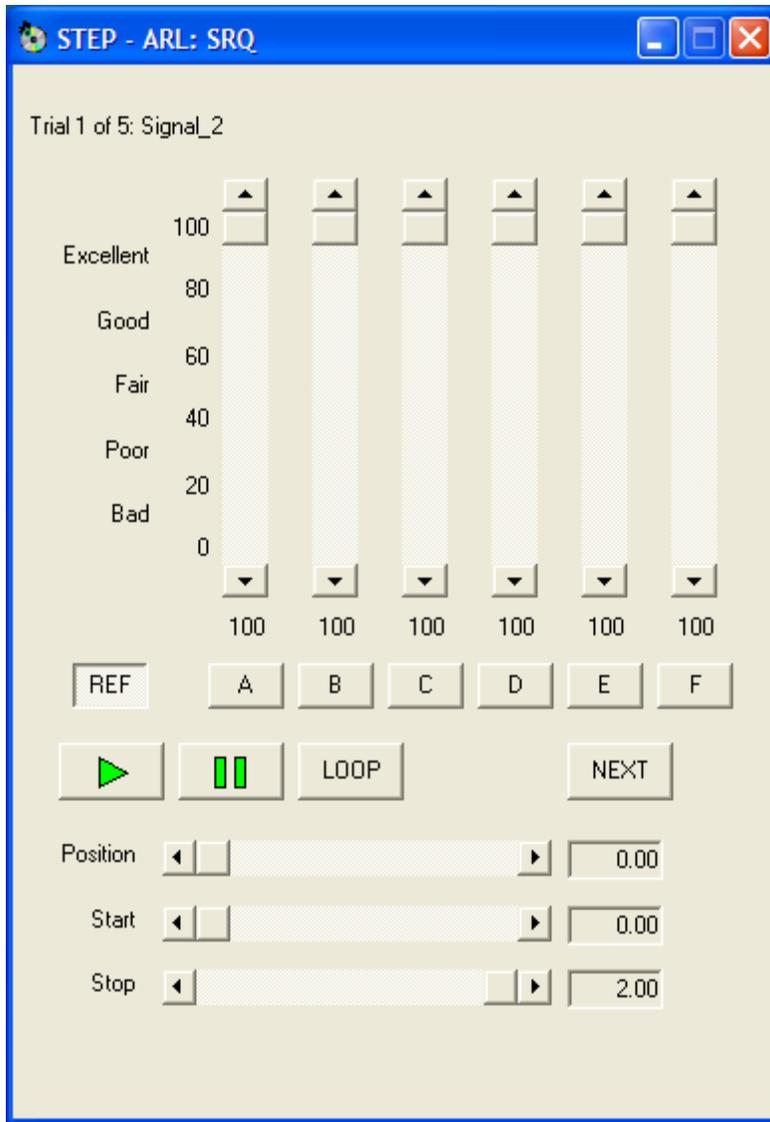 STEP - ARL: SRQ
Trial 1 of 5: Signal_2
100
Excellent
80
Good
60
Fair
40
Poor
20
Bad
0
100 100 100 100 100 100
REF A B C D E F
LOOP NEXT
Position 0.00
Start 0.00
Stop 2.00